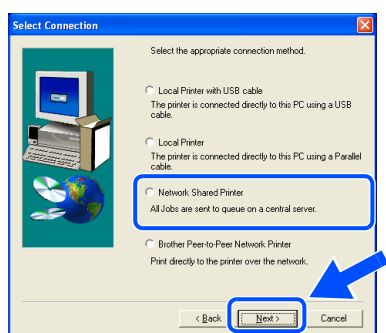 Select Connection
Select the appropriate connection method.
Local Printer with USB cable
The printer is connected directly to this PC using a USB
cable.
Local Printer
The printer is connected directly to this PC using a Parallel
cable.
Network Shared Printer
All Jobs are sent to queue on a central server.
Brother Peer-to-Peer Network Printer
Print directly to the printer over the network.
< Back Next > Cancel